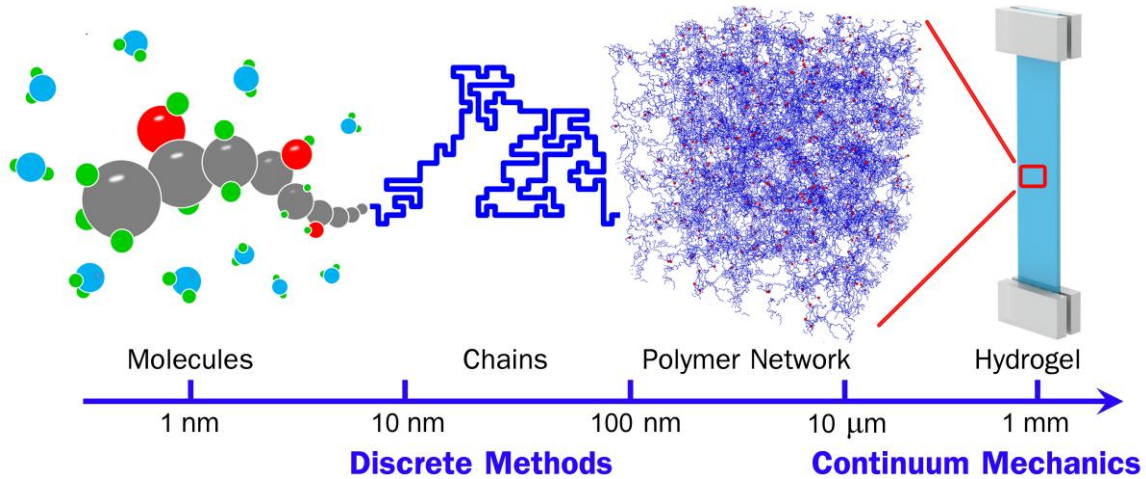 Molecules Chains Polymer Network Hydrogel
1 nm 10 nm 100 nm 10 μm 1 mm
Discrete Methods Continuum Mechanics